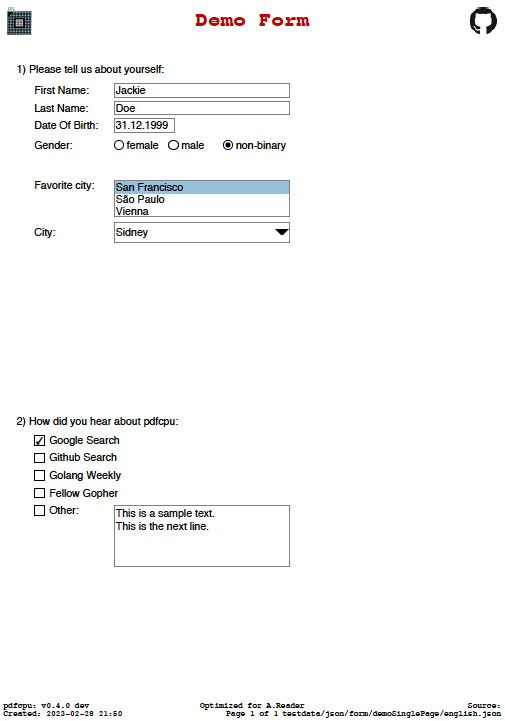 Demo Form
1) Please tell us about yourself:
First Name: Jackie
Last Name: Doe
Date Of Birth: 31.12.1999
Gender: female male non-binary
Favorite city: San Francisco
São Paulo
Vienna
City: Sidney
2) How did you hear about pdfcpu:
Google Search
Github Search
Golang Weekly
Fellow Gopher
Other: This is a sample text.
This is the next line.
pdfcpu: v0.4.0 dev Optimized for A.Reader Source:
Created: 2023-02-28 21:50 Page 1 of 1 testdata/json/form/demoSinglePage/english.json